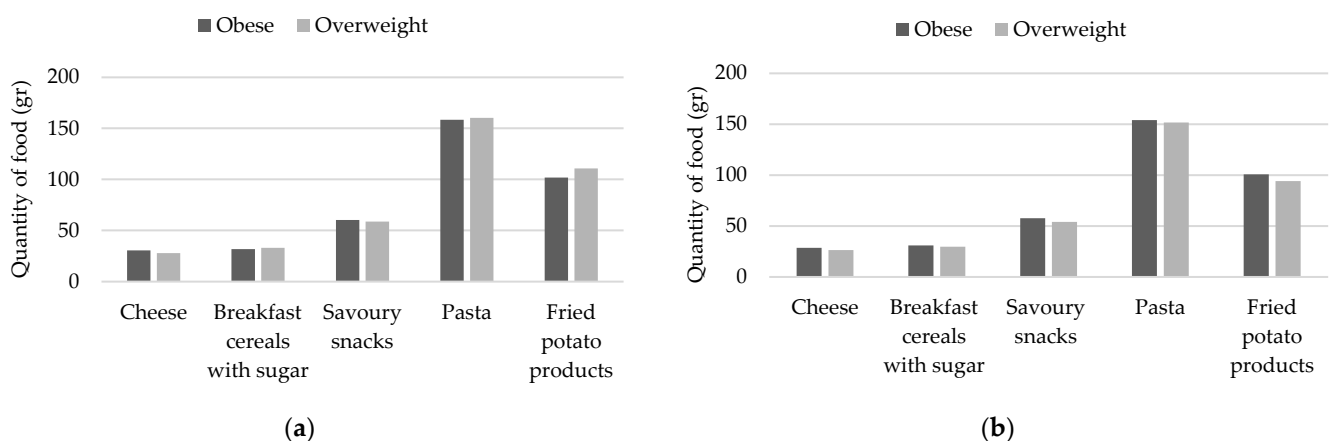 Obese Overweight
Quantity of food (gr)
200
150
100
50
0
Cheese Breakfast cereals with sugar Savoury snacks Pasta Fried potato products
(a)
Obese Overweight
Quantity of food (gr)
200
150
100
50
0
Cheese Breakfast cereals with sugar Savoury snacks Pasta Fried potato products
(b)